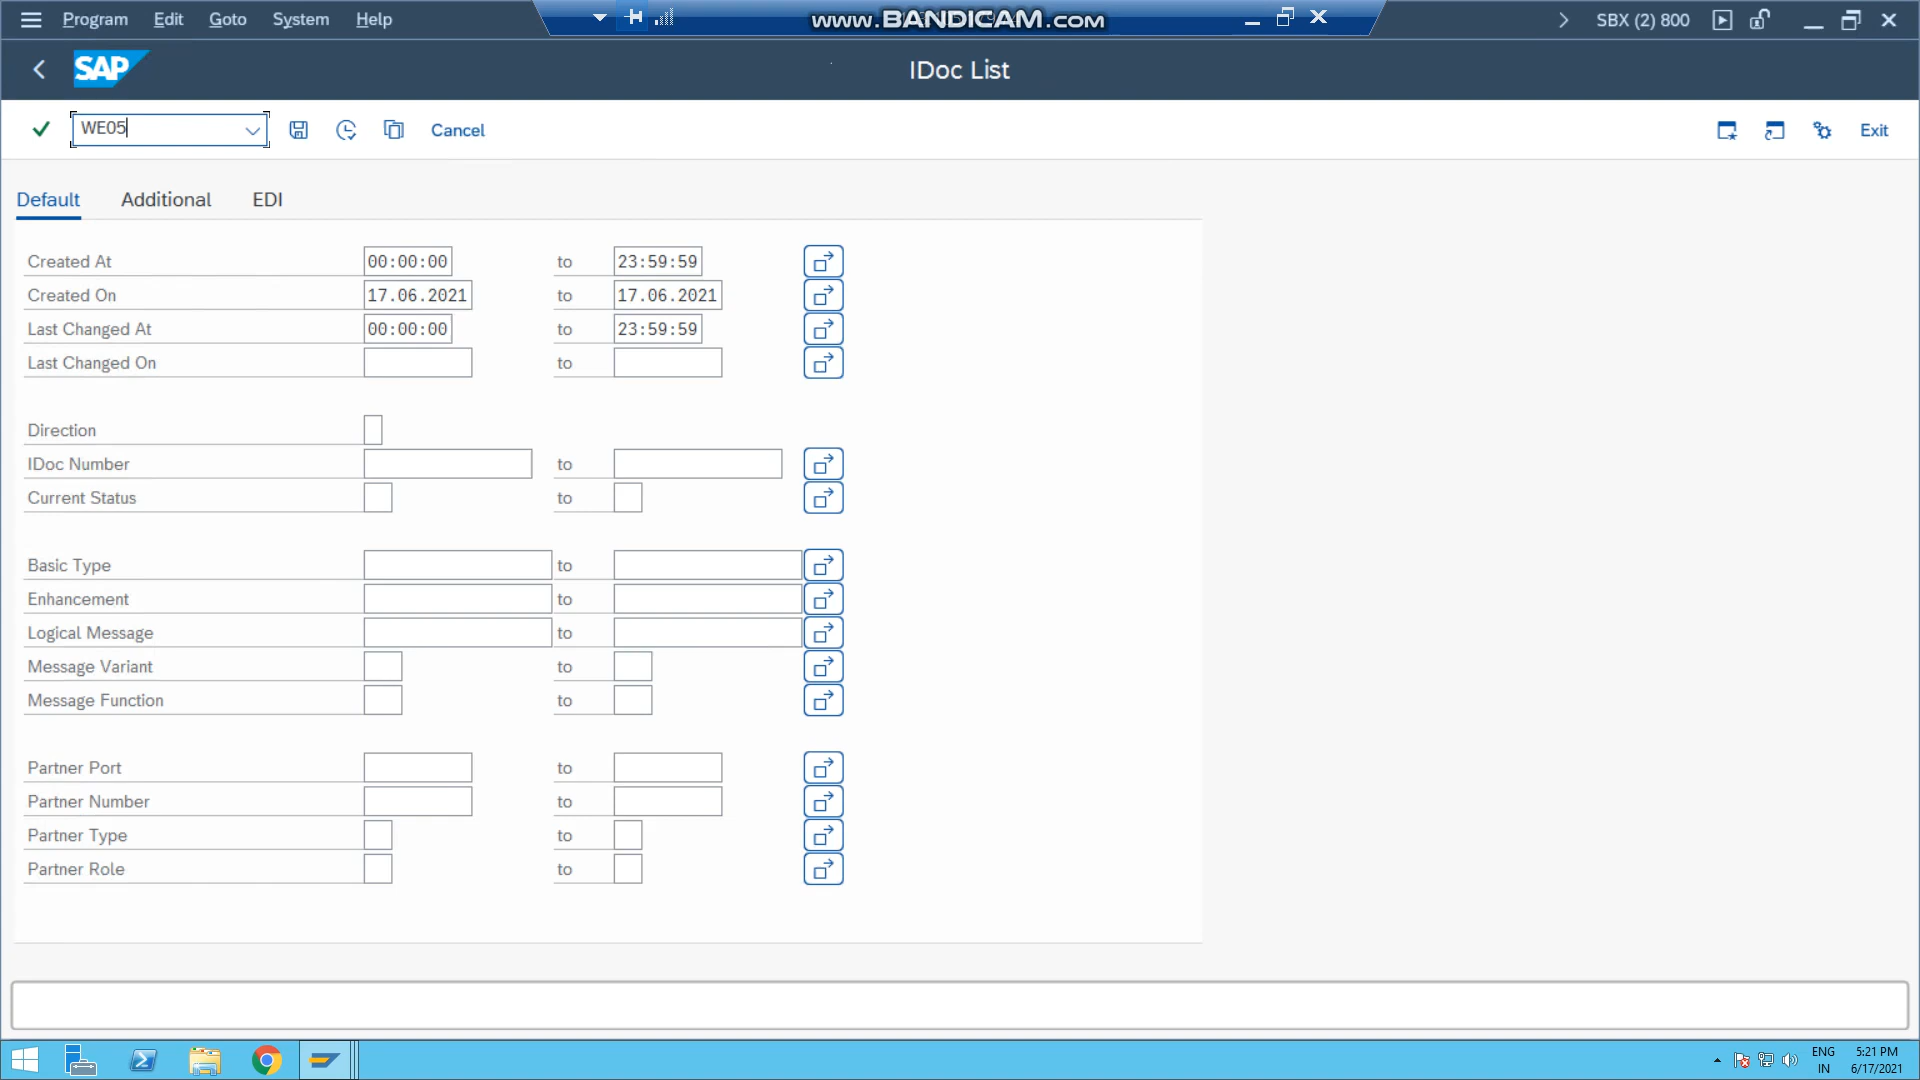 Program Edit Goto System Help
www.BANDICAM.com
SBX (2) 800
SAP
IDoc List
WE05
Cancel
Exit
Default Additional EDI
Created At 00:00:00 to 23:59:59
Created On 17.06.2021 to 17.06.2021
Last Changed At 00:00:00 to 23:59:59
Last Changed On to
Direction
IDoc Number to
Current Status to
Basic Type to
Enhancement to
Logical Message to
Message Variant to
Message Function to
Partner Port to
Partner Number to
Partner Type to
Partner Role to
ENG 5:21 PM
IN 6/17/2021